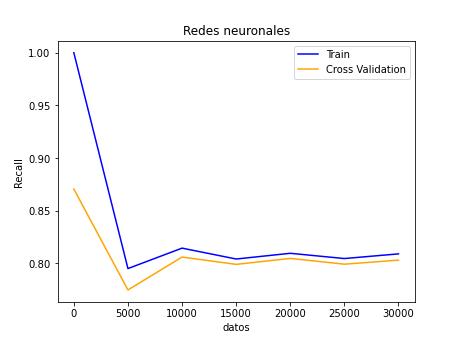 Redes neuronales
Train
Cross Validation
1.00
0.95
0.90
0.85
0.80
Recall
0 5000 10000 15000 20000 25000 30000
datos